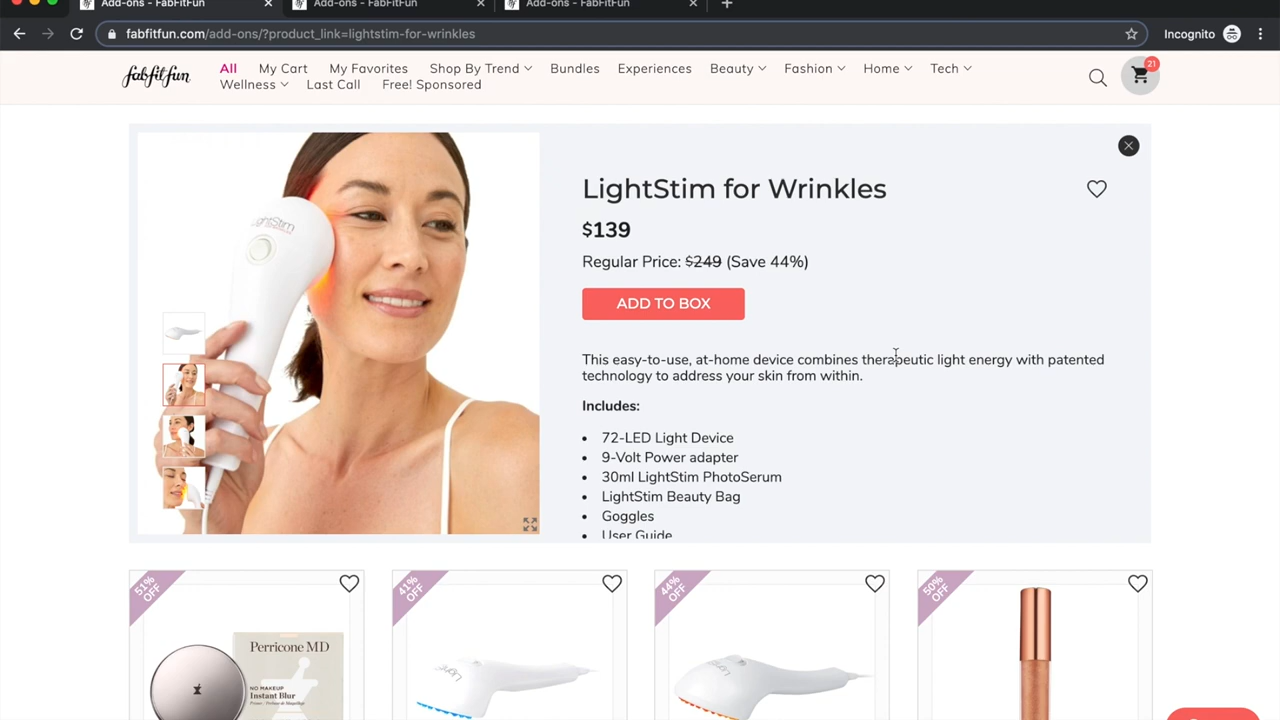 Add-ons - FabFitFun
Add-ons - FabFitFun
Add-ons - FabFitFun
fabfitfun.com/add-ons/?product_link=lightstim-for-wrinkles
Incognito
fabfitfun
All My Cart My Favorites Shop By Trend Bundles Experiences Beauty Fashion Home Tech
Wellness Last Call Free! Sponsored
21
LightStim
LightStim for Wrinkles
$139
Regular Price: $249 (Save 44%)
ADD TO BOX
This easy-to-use, at-home device combines therapeutic light energy with patented
technology to address your skin from within.
Includes:
• 72-LED Light Device
• 9-Volt Power adapter
• 30ml LightStim PhotoSerum
• LightStim Beauty Bag
• Goggles
• User Guide
51% OFF
41% OFF
44% OFF
50% OFF
Perricone MD
NO MAKEUP
Instant Blur